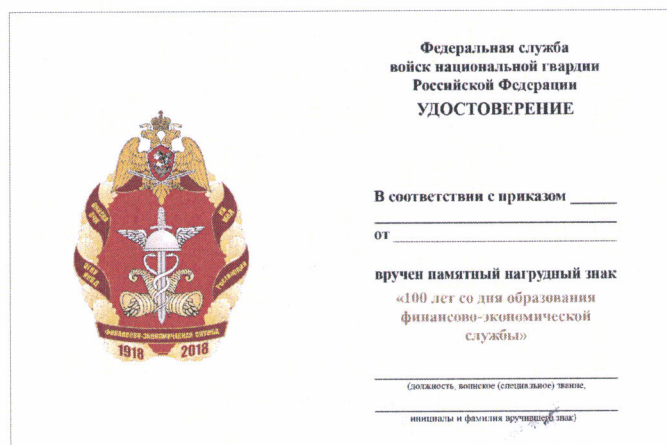 Федеральная служба
войск национальной гвардии
Российской Федерации
УДОСТОВЕРЕНИЕ
В соответствии с приказом
от
вручен памятный нагрудный знак
«100 лет со дня образования
финансово-экономической
службы»
(должность, воинское (специальное) звание,
инициалы и фамилия вручившего знак)
ФИНАНСОВО-ЭКОНОМИЧЕСКАЯ СЛУЖБА
1918 2018